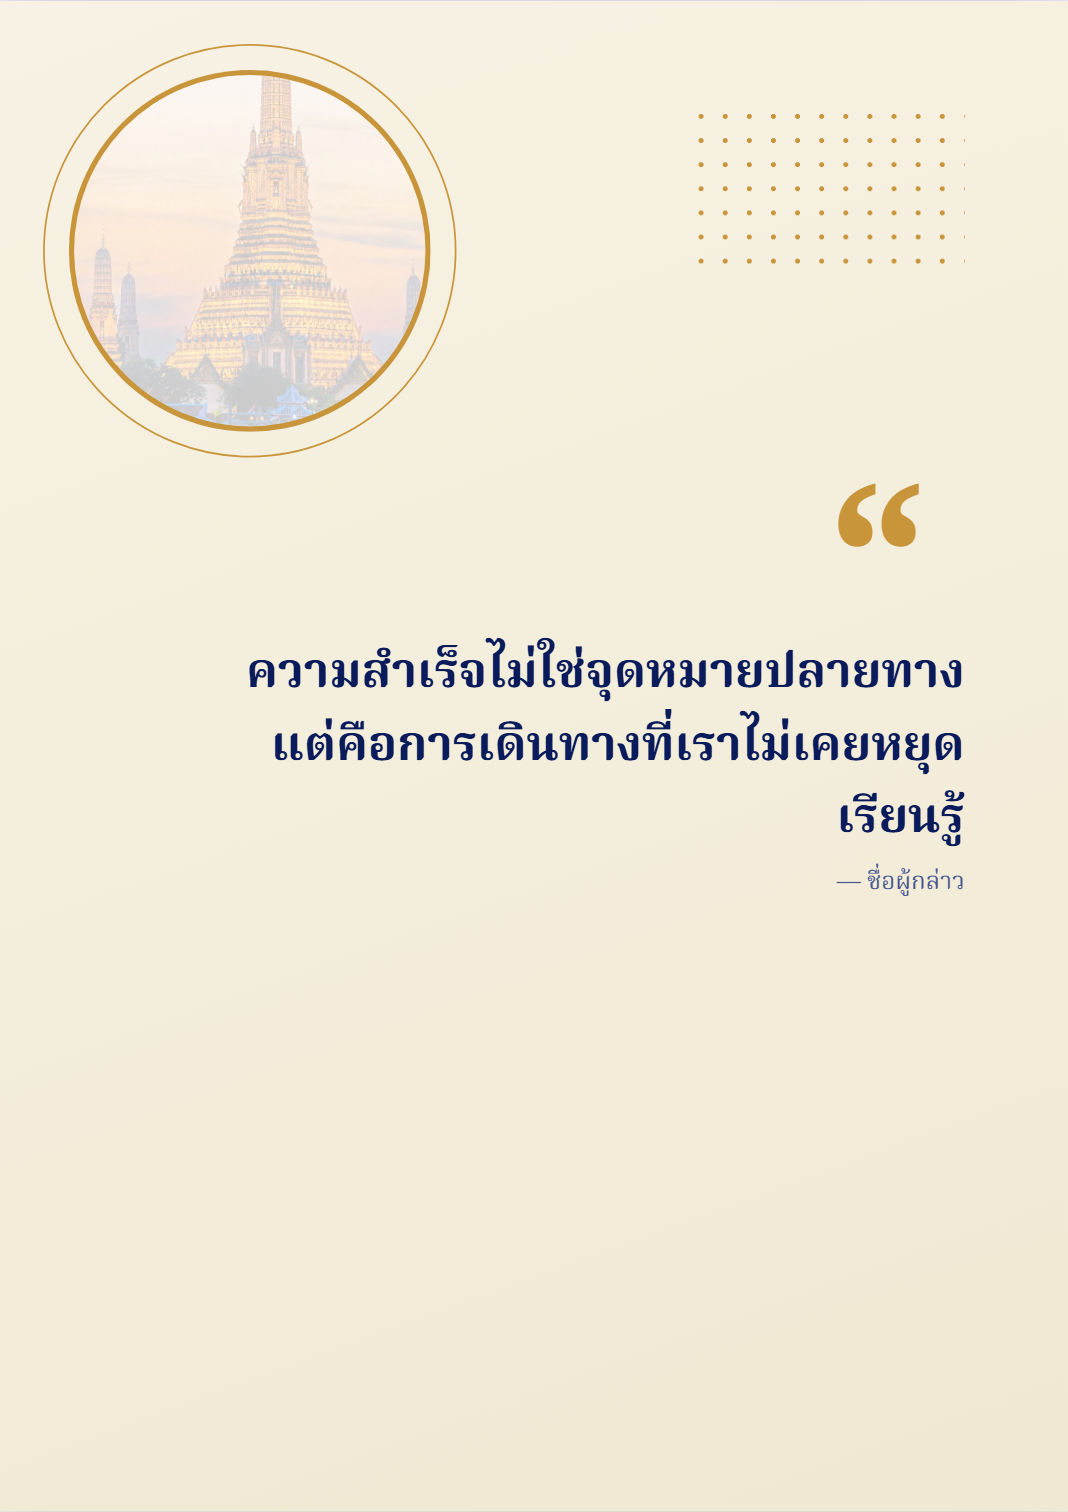 “
ความสำเร็จไม่ใช่จุดหมายปลายทาง
แต่คือการเดินทางที่เราไม่เคยหยุด
เรียนรู้
— ชื่อผู้กล่าว